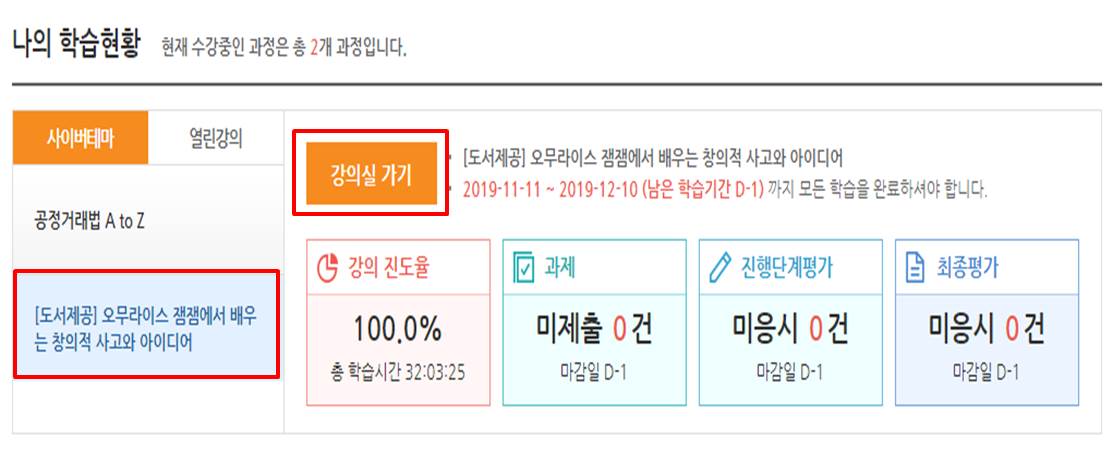 나의 학습현황 현재 수강중인 과정은 총 2개 과정입니다.
사이버테마 열린강의
공정거래법 A to Z
[도서제공] 오무라이스 잼잼에서 배우
는 창의적 사고와 아이디어
강의실 가기
[도서제공] 오무라이스 잼잼에서 배우는 창의적 사고와 아이디어
2019-11-11 ~ 2019-12-10 (남은 학습기간 D-1) 까지 모든 학습을 완료하셔야 합니다.
강의 진도율
100.0%
총 학습시간 32:03:25
과제
미제출 0 건
마감일 D-1
진행단계평가
미응시 0 건
마감일 D-1
최종평가
미응시 0 건
마감일 D-1